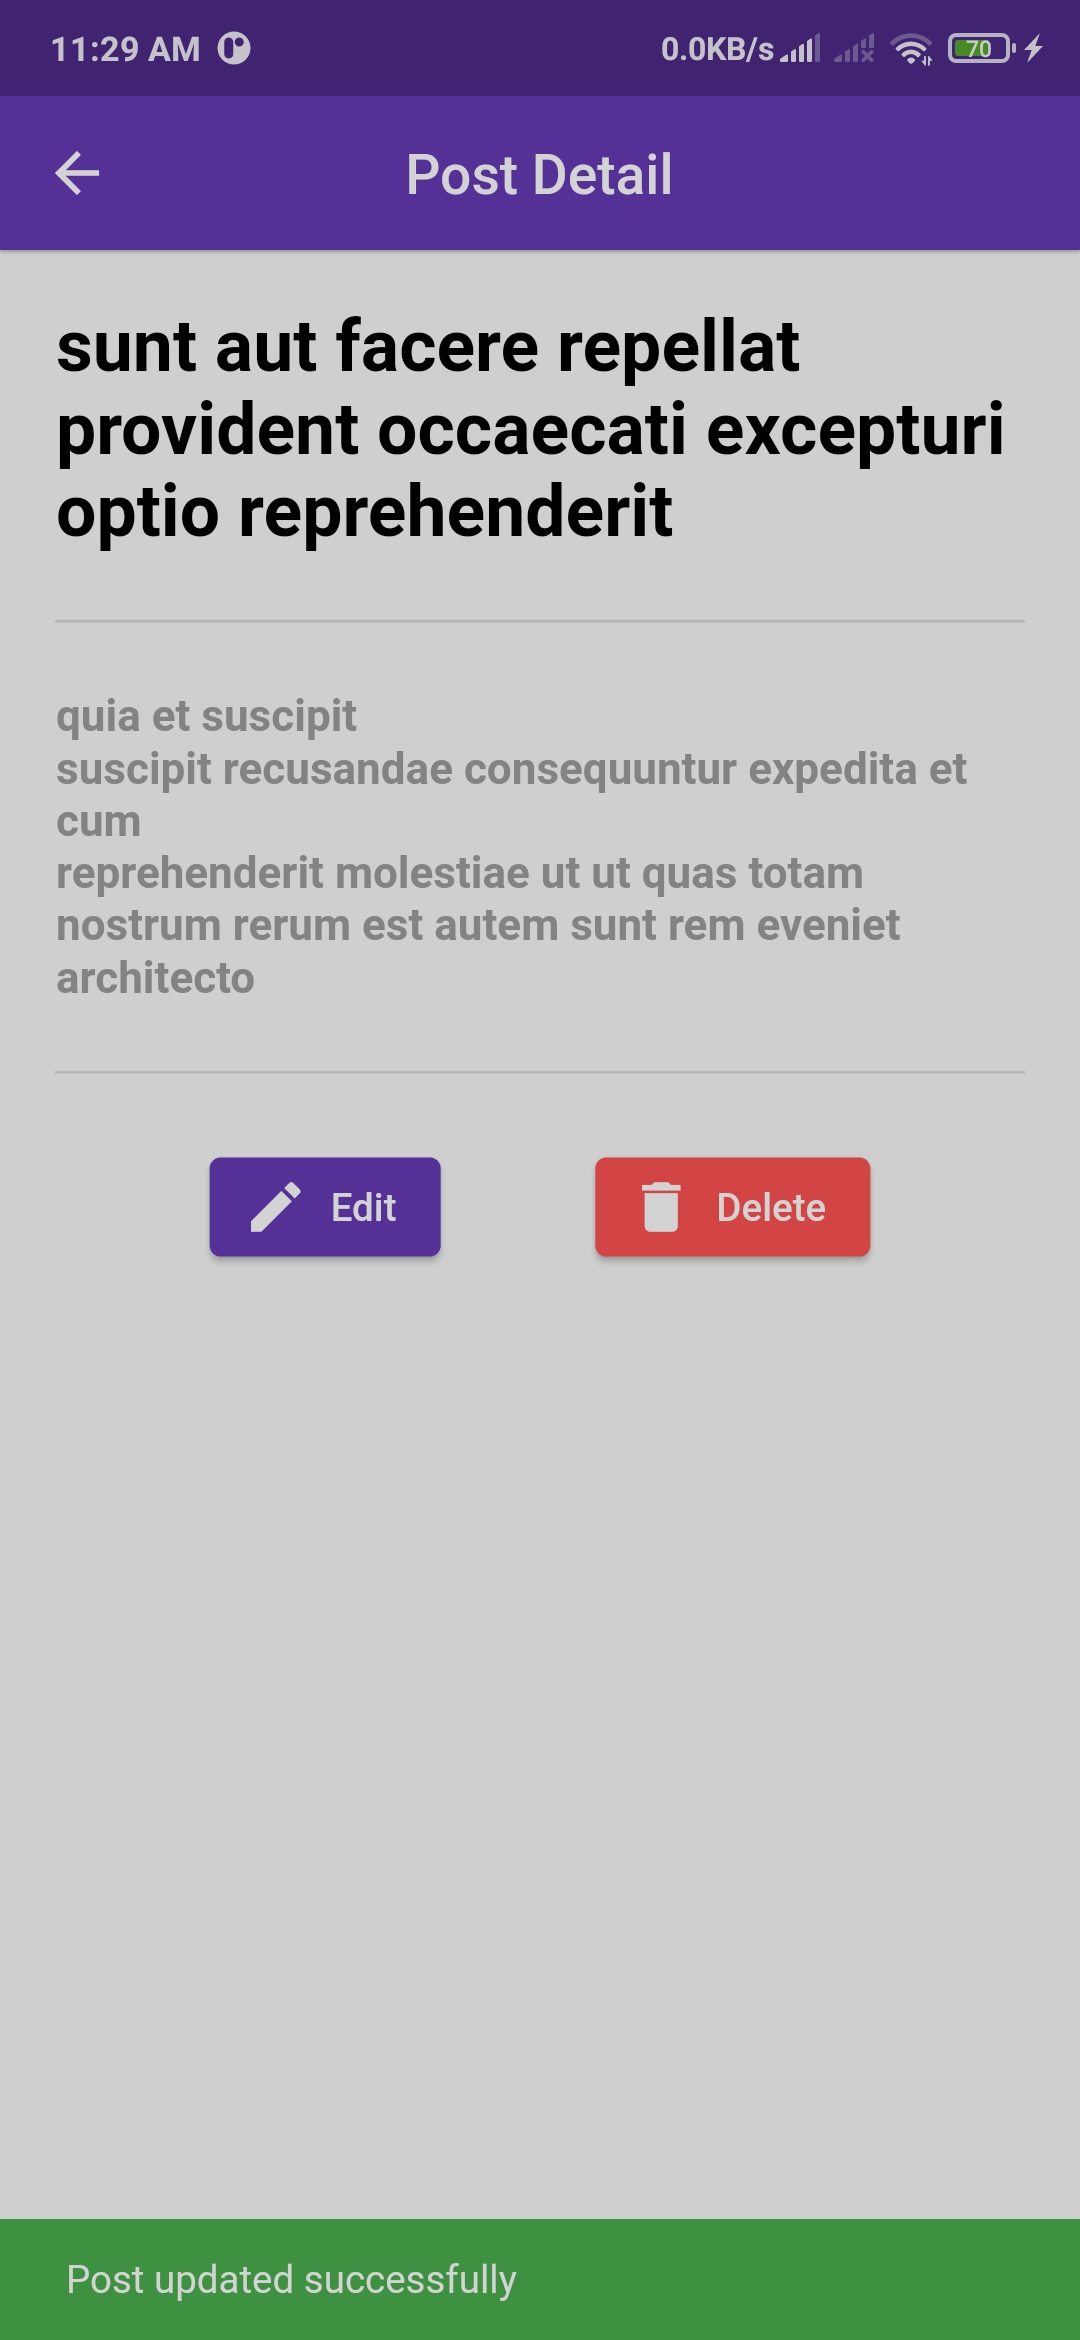 11:29 AM
0.0KB/s
70
Post Detail
sunt aut facere repellat
provident occaecati excepturi
optio reprehenderit
quia et suscipit
suscipit recusandae consequuntur expedita et
cum
reprehenderit molestiae ut ut quas totam
nostrum rerum est autem sunt rem eveniet
architecto
Edit
Delete
Post updated successfully